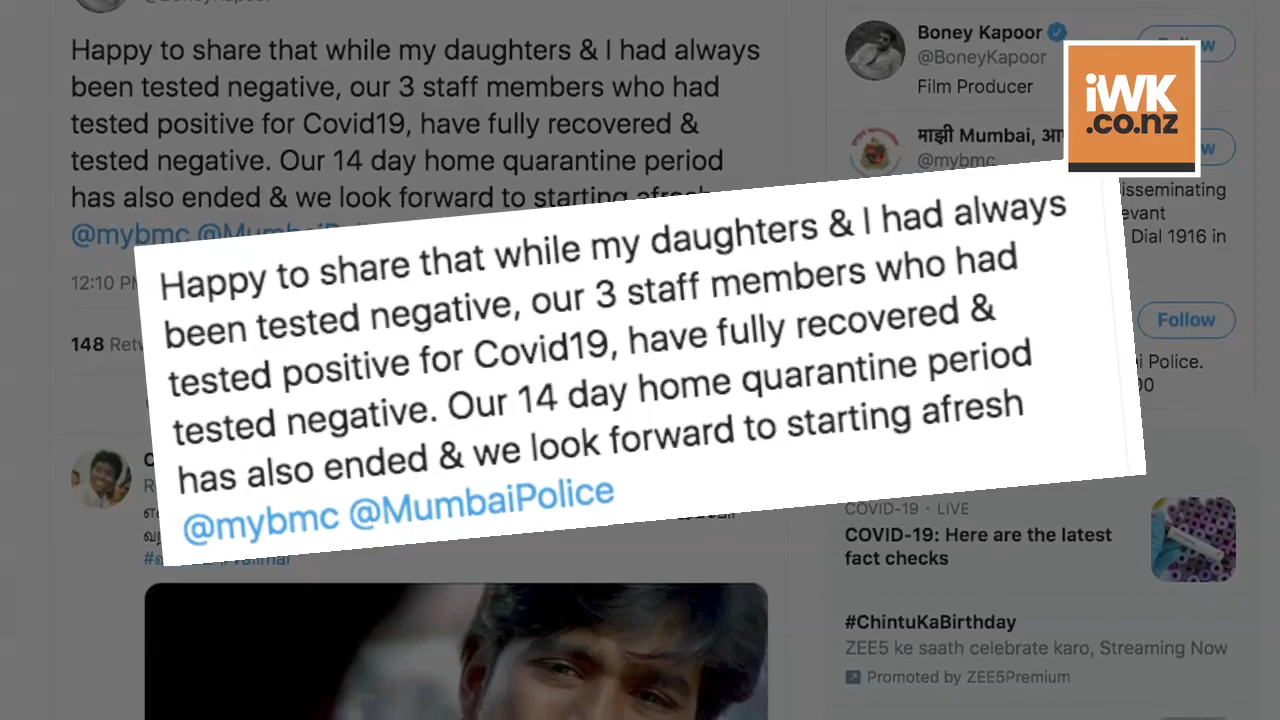 @BoneyKapoor
Happy to share that while my daughters & I had always
been tested negative, our 3 staff members who had
tested positive for Covid19, have fully recovered &
tested negative. Our 14 day home quarantine period
has also ended & we look forward to starting afresh
@mybmc
12:10 PM
148
Happy to share that while my daughters & I had always
been tested negative, our 3 staff members who had
tested positive for Covid19, have fully recovered &
tested negative. Our 14 day home quarantine period
has also ended & we look forward to starting afresh
@mybmc @MumbaiPolice
Boney Kapoor
@BoneyKapoor
Film Producer
iWK
.co.nz
माझी Mumbai,
@mybmc
Dial 1916 in
Follow
Police.
COVID-19 · LIVE
COVID-19: Here are the latest
fact checks
#ChintuKaBirthday
ZEE5 ke saath celebrate karo, Streaming Now
Promoted by ZEE5Premium